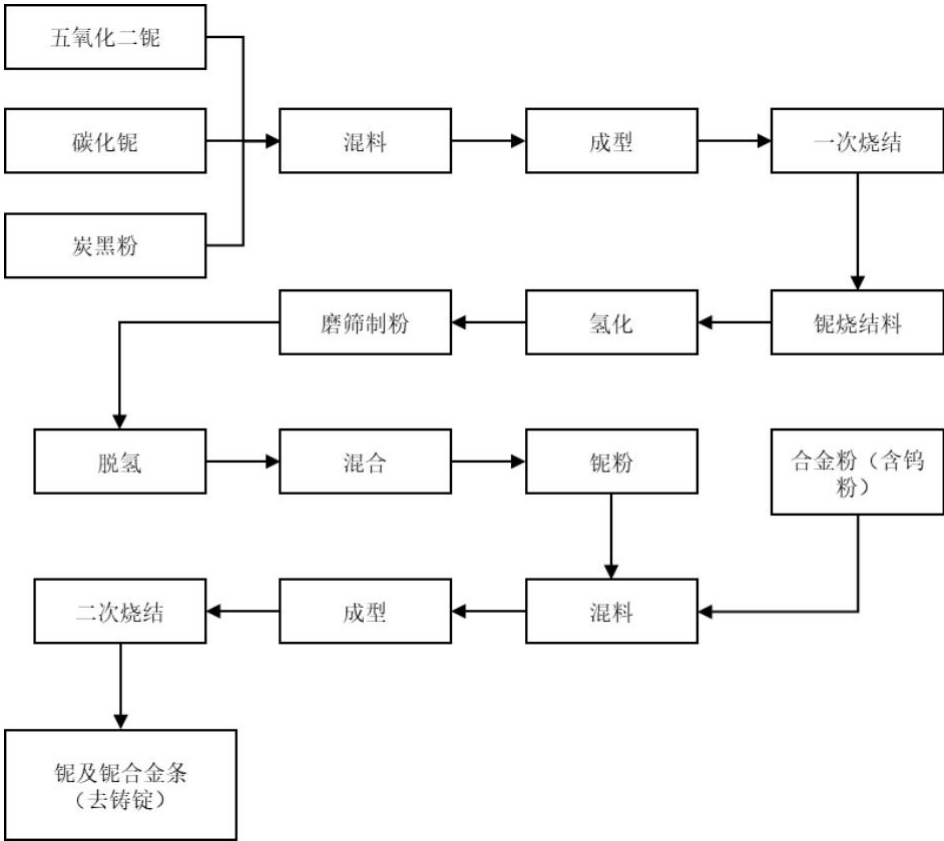 五氧化二铌
碳化铌
混料
成型
一次烧结
炭黑粉
磨筛制粉
氢化
铌烧结料
脱氢
混合
铌粉
合金粉（含钨
粉）
二次烧结
成型
混料
铌及铌合金条
（去铸锭）